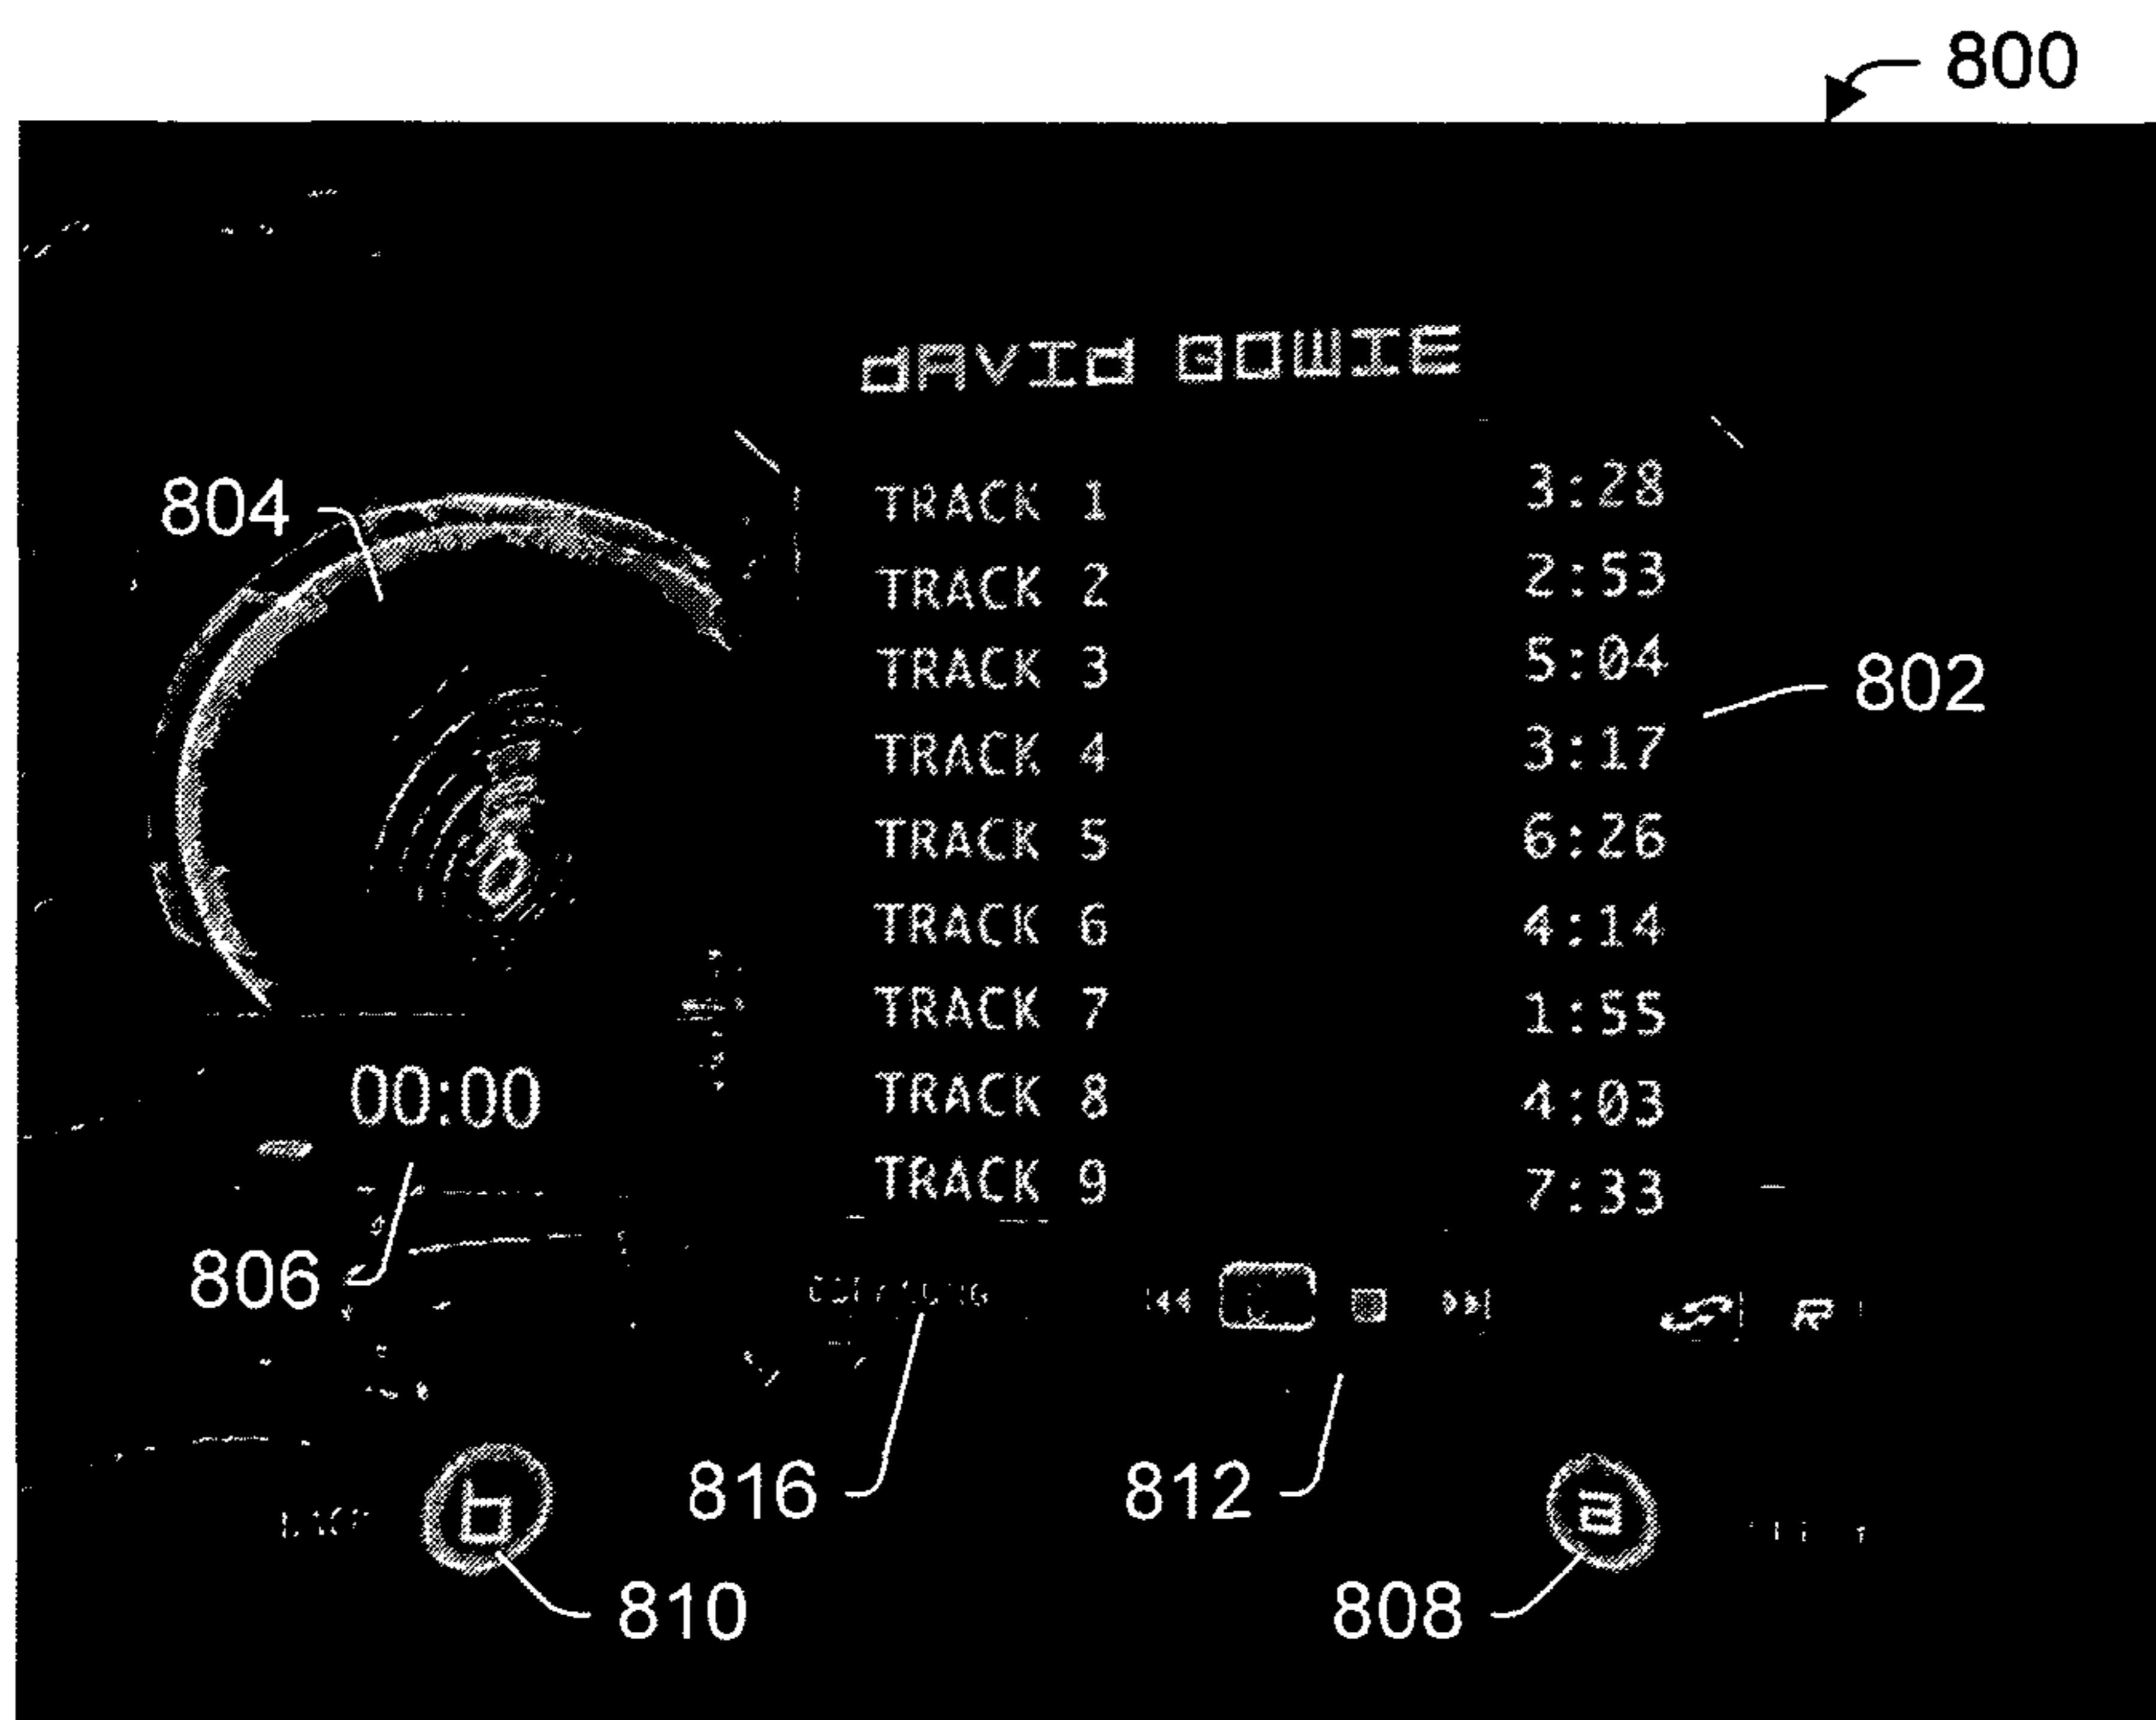 800
dAVId BOWIE
804
TRACK 1 3:28
TRACK 2 2:53
TRACK 3 5:04
802
TRACK 4 3:17
TRACK 5 6:26
TRACK 6 4:14
TRACK 7 1:55
00:00
TRACK 8 4:03
TRACK 9 7:33
806
R
816
812
b
a
810
808